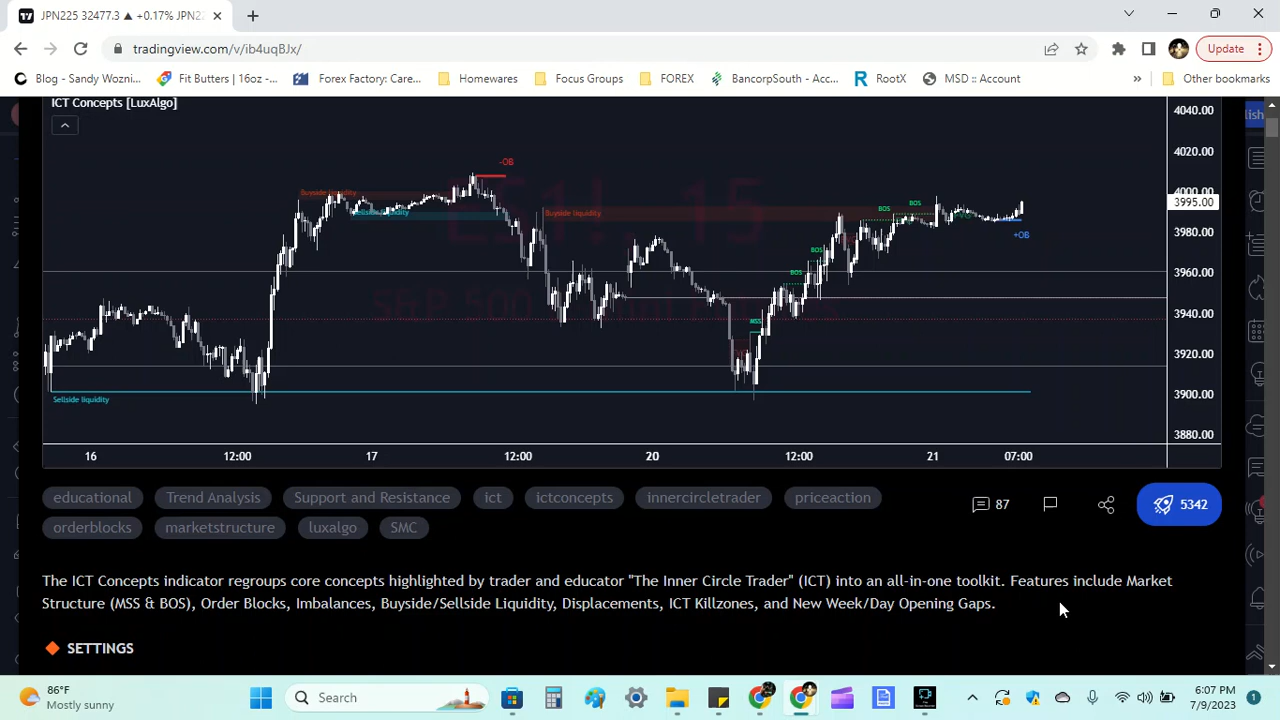 JPN225 32477.3 ▲ +0.17% JPN22
tradingview.com/v/ib4uqBJx/
Update
Blog - Sandy Wozni...
Fit Butters | 16oz -...
Forex Factory: Care...
Homewares
Focus Groups
FOREX
BancorpSouth - Acc...
RootX
MSD :: Account
»
Other bookmarks
ICT Concepts [LuxAlgo]
4040.00
4020.00
4000.00
3995.00
3980.00
3960.00
3940.00
3920.00
3900.00
3880.00
-OB
Buyside liquidity
Sellside liquidity
Buyside liquidity
BOS
BOS
+OB
BOS
BOS
MSS
Sellside liquidity
16
12:00
17
12:00
20
12:00
21
07:00
educational
Trend Analysis
Support and Resistance
ict
ictconcepts
innercircletrader
priceaction
87
5342
orderblocks
marketstructure
luxalgo
SMC
The ICT Concepts indicator regroups core concepts highlighted by trader and educator "The Inner Circle Trader" (ICT) into an all-in-one toolkit. Features include Market
Structure (MSS & BOS), Order Blocks, Imbalances, Buyside/Sellside Liquidity, Displacements, ICT Killzones, and New Week/Day Opening Gaps.
SETTINGS
86°F
Mostly sunny
Search
6:07 PM
7/9/2023
1